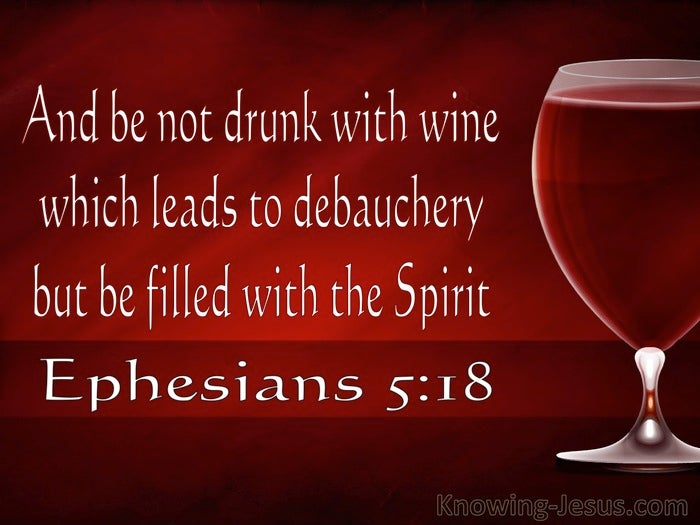 And be not drunk with wine
which leads to debauchery
but be filled with the Spirit
Ephesians 5:18
Knowing-Jesus.com